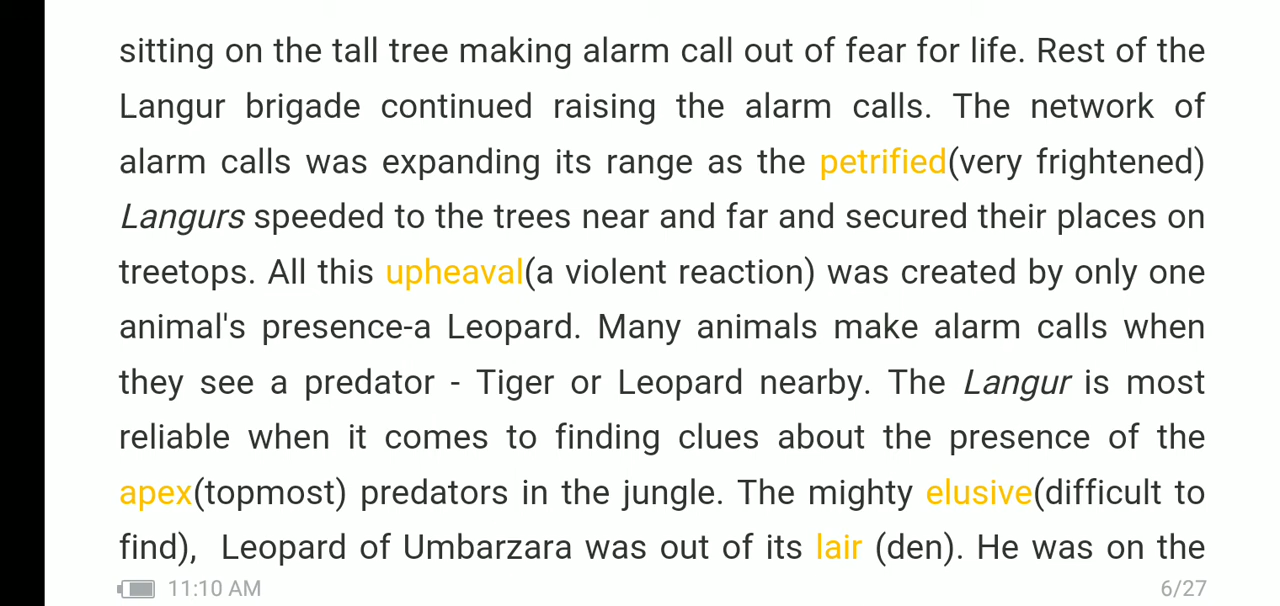 sitting on the tall tree making alarm call out of fear for life. Rest of the
Langur brigade continued raising the alarm calls. The network of
alarm calls was expanding its range as the petrified(very frightened)
Langurs speeded to the trees near and far and secured their places on
treetops. All this upheaval(a violent reaction) was created by only one
animal's presence-a Leopard. Many animals make alarm calls when
they see a predator - Tiger or Leopard nearby. The Langur is most
reliable when it comes to finding clues about the presence of the
apex(topmost) predators in the jungle. The mighty elusive(difficult to
find),  Leopard of Umbarzara was out of its lair (den). He was on the
11:10 AM 6/27